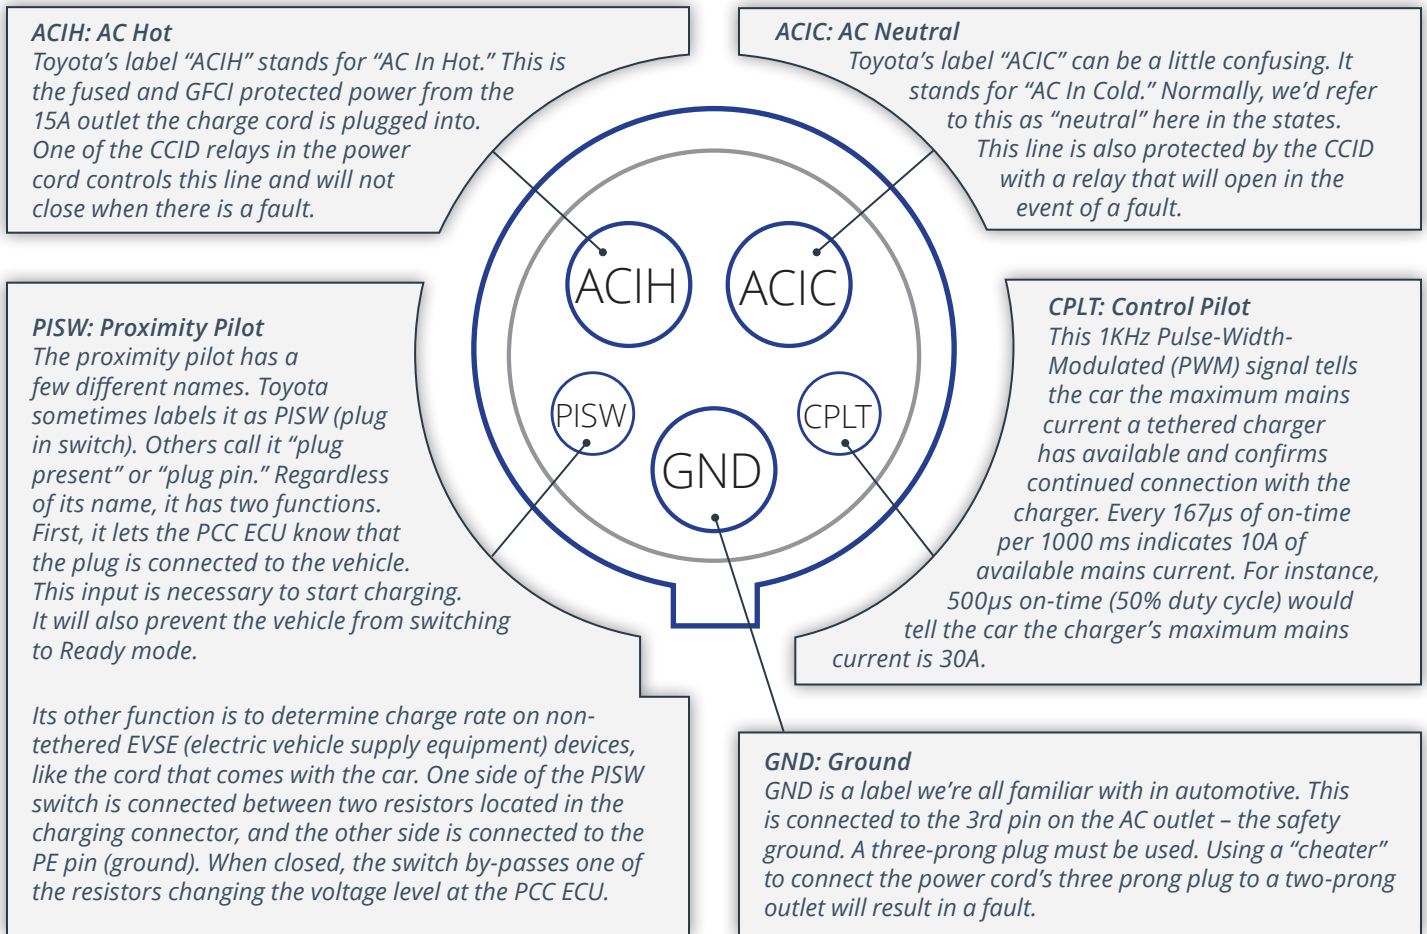 ACIH: AC Hot
Toyota’s label “ACIH” stands for “AC In Hot.” This is
the fused and GFCI protected power from the
15A outlet the charge cord is plugged into.
One of the CCID relays in the power
cord controls this line and will not
close when there is a fault.
ACIC: AC Neutral
Toyota’s label “ACIC” can be a little confusing. It
stands for “AC In Cold.” Normally, we’d refer
to this as “neutral” here in the states.
This line is also protected by the CCID
with a relay that will open in the
event of a fault.
ACIH
ACIC
PISW
CPLT
GND
PISW: Proximity Pilot
The proximity pilot has a
few different names. Toyota
sometimes labels it as PISW (plug
in switch). Others call it “plug
present” or “plug pin.” Regardless
of its name, it has two functions.
First, it lets the PCC ECU know that
the plug is connected to the vehicle.
This input is necessary to start charging.
It will also prevent the vehicle from switching
to Ready mode.
Its other function is to determine charge rate on non-
tethered EVSE (electric vehicle supply equipment) devices,
like the cord that comes with the car. One side of the PISW
switch is connected between two resistors located in the
charging connector, and the other side is connected to the
PE pin (ground). When closed, the switch by-passes one of
the resistors changing the voltage level at the PCC ECU.
CPLT: Control Pilot
This 1KHz Pulse-Width-
Modulated (PWM) signal tells
the car the maximum mains
current a tethered charger
has available and confirms
continued connection with the
charger. Every 167µs of on-time
per 1000 ms indicates 10A of
available mains current. For instance,
500µs on-time (50% duty cycle) would
tell the car the charger’s maximum mains
current is 30A.
GND: Ground
GND is a label we’re all familiar with in automotive. This
is connected to the 3rd pin on the AC outlet – the safety
ground. A three-prong plug must be used. Using a “cheater”
to connect the power cord’s three prong plug to a two-prong
outlet will result in a fault.